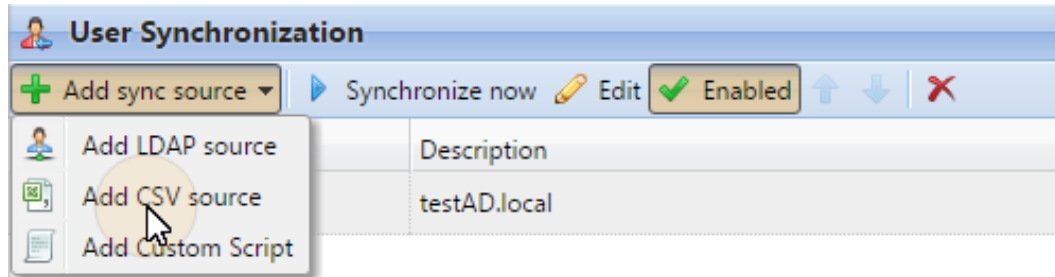 User Synchronization
Add sync source Synchronize now Edit Enabled
Add LDAP source
Description
Add CSV source
testAD.local
Add Custom Script